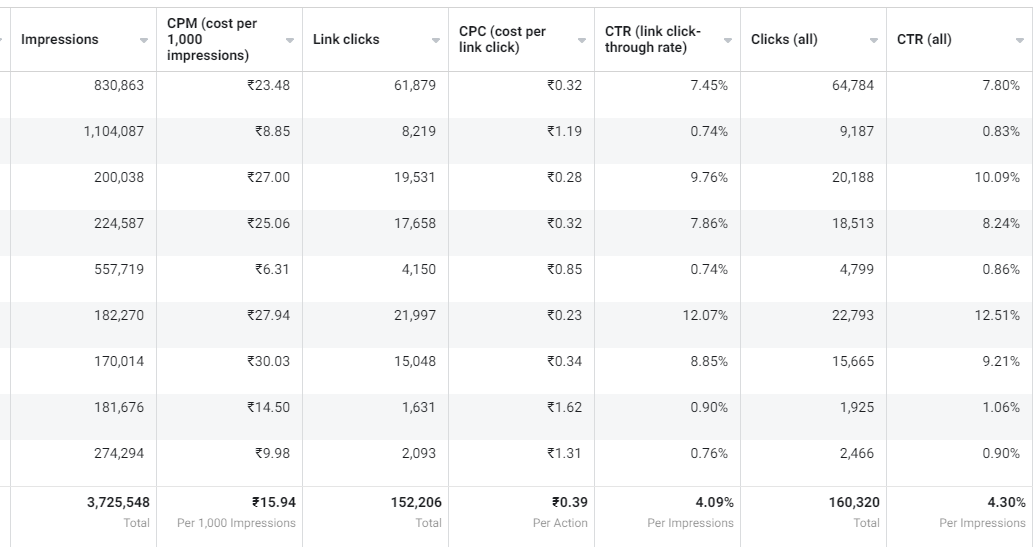 Impressions CPM (cost per 1,000 impressions) Link clicks CPC (cost per link click) CTR (link click-through rate) Clicks (all) CTR (all)
830,863 ₹23.48 61,879 ₹0.32 7.45% 64,784 7.80%
1,104,087 ₹8.85 8,219 ₹1.19 0.74% 9,187 0.83%
200,038 ₹27.00 19,531 ₹0.28 9.76% 20,188 10.09%
224,587 ₹25.06 17,658 ₹0.32 7.86% 18,513 8.24%
557,719 ₹6.31 4,150 ₹0.85 0.74% 4,799 0.86%
182,270 ₹27.94 21,997 ₹0.23 12.07% 22,793 12.51%
170,014 ₹30.03 15,048 ₹0.34 8.85% 15,665 9.21%
181,676 ₹14.50 1,631 ₹1.62 0.90% 1,925 1.06%
274,294 ₹9.98 2,093 ₹1.31 0.76% 2,466 0.90%
3,725,548 ₹15.94 152,206 ₹0.39 4.09% 160,320 4.30%
Total Per 1,000 Impressions Total Per Action Per Impressions Total Per Impressions